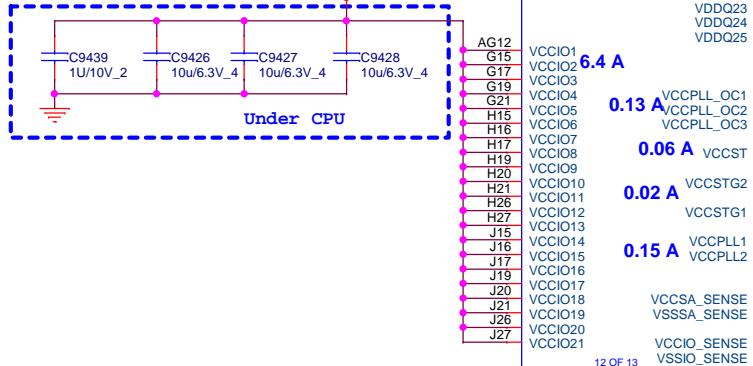 VDDQ23
VDDQ24
VDDQ25
C9439
1U/10V_2
C9426
10u/6.3V_4
C9427
10u/6.3V_4
C9428
10u/6.3V_4
Under CPU
AG12 VCCIO1
G15 VCCIO2
6.4 A
G17 VCCIO3
G19 VCCIO4
G21 VCCIO5
H15 VCCIO6
H16 VCCIO7
H17 VCCIO8
H19 VCCIO9
H20 VCCIO10
H21 VCCIO11
H26 VCCIO12
H27 VCCIO13
J15 VCCIO14
J16 VCCIO15
J17 VCCIO16
J19 VCCIO17
J20 VCCIO18
J21 VCCIO19
J26 VCCIO20
J27 VCCIO21
0.13 A
VCCPLL_OC1
VCCPLL_OC2
VCCPLL_OC3
0.06 A VCCST
0.02 A
VCCSTG2
VCCSTG1
0.15 A
VCCPLL1
VCCPLL2
VCCSA_SENSE
VSSSA_SENSE
VCCIO_SENSE
VSSIO_SENSE
12 OF 13